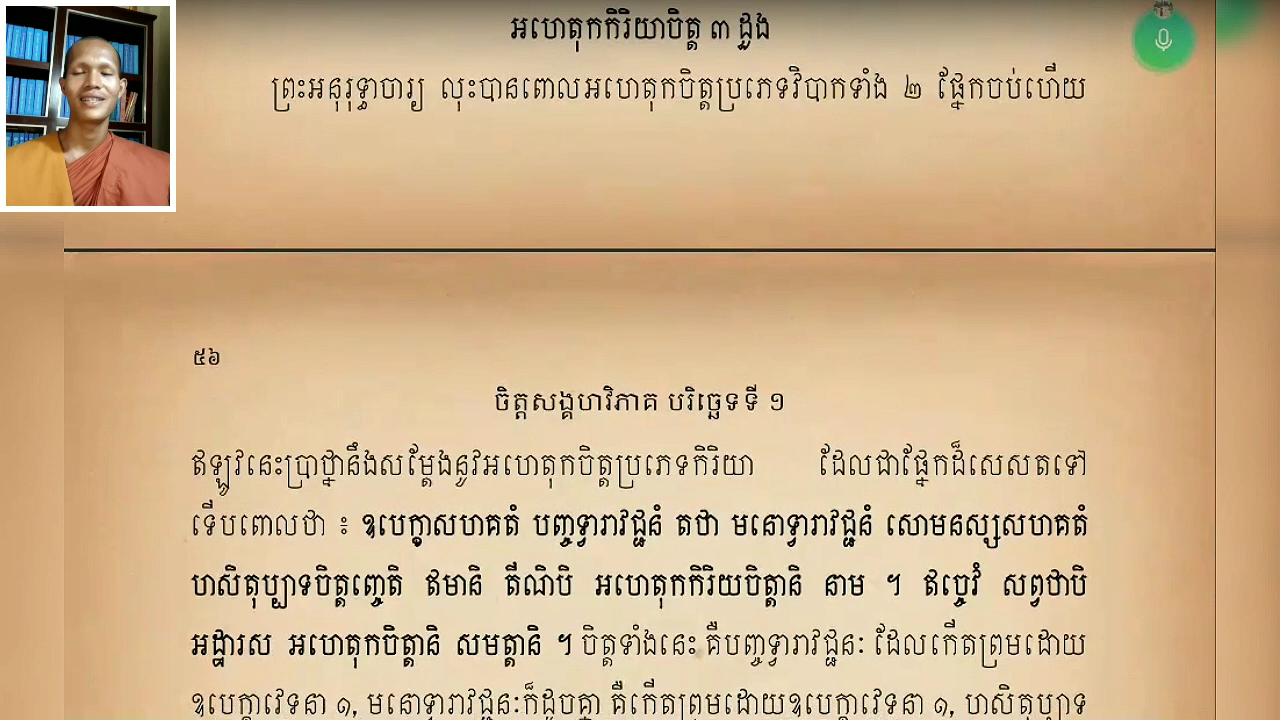 អហេតុកកិរិយាចិត្ត ៣ ដួង
ព្រះអនុរុទ្ធាចារ្យ លុះបានពោលអហេតុកចិត្តប្រភេទវិបាកទាំង ២ ផ្នែកចប់ហើយ
៥៦
ចិត្តសង្គហវិភាគ បរិច្ឆេទទី ១
ឥឡូវនេះប្រាថ្នានឹងសម្តែងនូវអហេតុកចិត្តប្រភេទកិរិយា ដែលជាផ្នែកដ៏សេសតទៅ
ទើបពោលថា ៖ ឧបេក្ខាសហគតំ បញ្ចទ្វារាវជ្ជនំ តថា មនោទ្វារាវជ្ជនំ សោមនស្សសហគតំ
ហសិតុប្បាទចិត្តញ្ចេតិ ឥមានិ តីណិបិ អហេតុកកិរិយចិត្តានិ នាម ។ ឥច្ចេវំ សព្វថាបិ
អដ្ឋារស អហេតុកចិត្តានិ សមត្តានិ ។ ចិត្តទាំងនេះ គឺបញ្ចទ្វារាវជ្ជនៈ ដែលកើតព្រមដោយ
ឧបេក្ខាវេទនា ១, មនោទ្វារាវជ្ជនៈក៏ដូចគ្នា គឺកើតព្រមដោយឧបេក្ខាវេទនា ១, ហសិតុប្បាទ